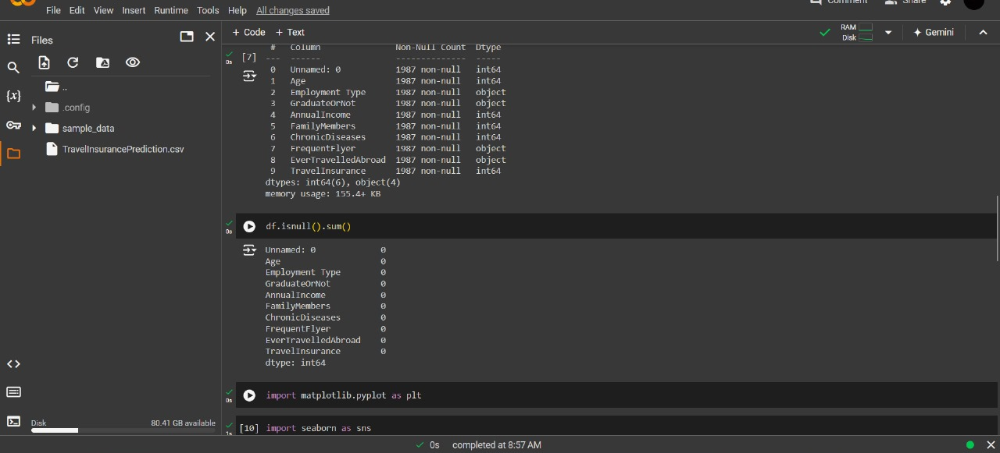 File Edit View Insert Runtime Tools Help All changes saved
Comment Share
Files
+ Code + Text
RAM
Disk
Gemini
..
.config
sample_data
TravelInsurancePrediction.csv
Disk 80.41 GB available
0s
[7]
# Column Non-Null Count Dtype
--- ------ -------------- -----
0 Unnamed: 0 1987 non-null int64
1 Age 1987 non-null int64
2 Employment Type 1987 non-null object
3 GraduateOrNot 1987 non-null object
4 AnnualIncome 1987 non-null int64
5 FamilyMembers 1987 non-null int64
6 ChronicDiseases 1987 non-null int64
7 FrequentFlyer 1987 non-null object
8 EverTravelledAbroad 1987 non-null object
9 TravelInsurance 1987 non-null int64
dtypes: int64(6), object(4)
memory usage: 155.4+ KB
0s
df.isnull().sum()
Unnamed: 0 0
Age 0
Employment Type 0
GraduateOrNot 0
AnnualIncome 0
FamilyMembers 0
ChronicDiseases 0
FrequentFlyer 0
EverTravelledAbroad 0
TravelInsurance 0
dtype: int64
0s
import matplotlib.pyplot as plt
1s
[10] import seaborn as sns
0s completed at 8:57 AM